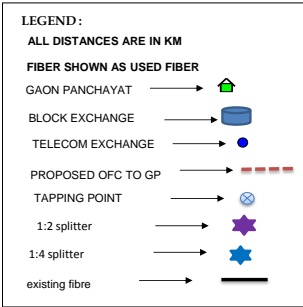 LEGEND :
ALL DISTANCES ARE IN KM
FIBER SHOWN AS USED FIBER
GAON PANCHAYAT
BLOCK EXCHANGE
TELECOM EXCHANGE
PROPOSED OFC TO GP
TAPPING POINT
1:2 splitter
1:4 splitter
existing fibre